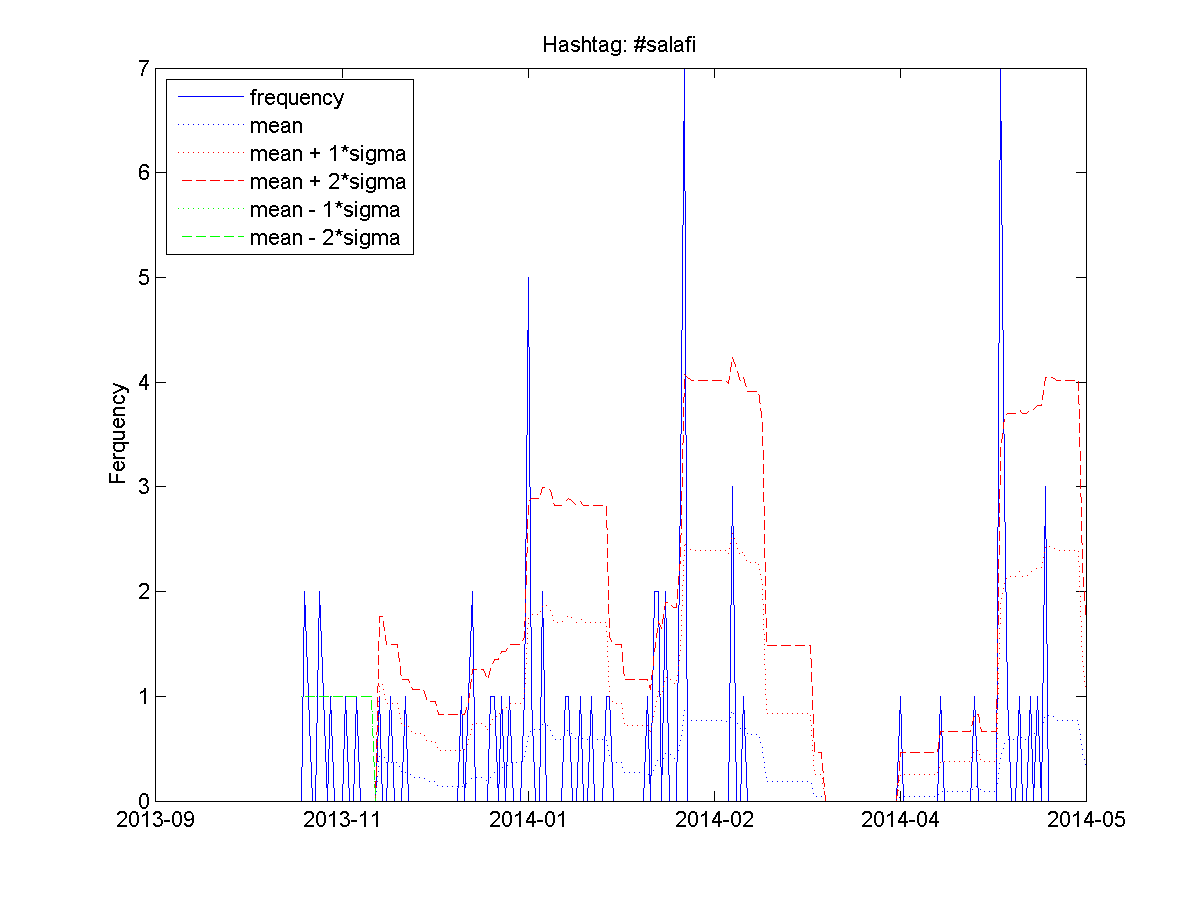 Hashtag: #salafi
7
6
5
4
3
2
1
0
Ferquency
frequency
mean
mean + 1*sigma
mean + 2*sigma
mean - 1*sigma
mean - 2*sigma
2013-09 2013-11 2014-01 2014-02 2014-04 2014-05